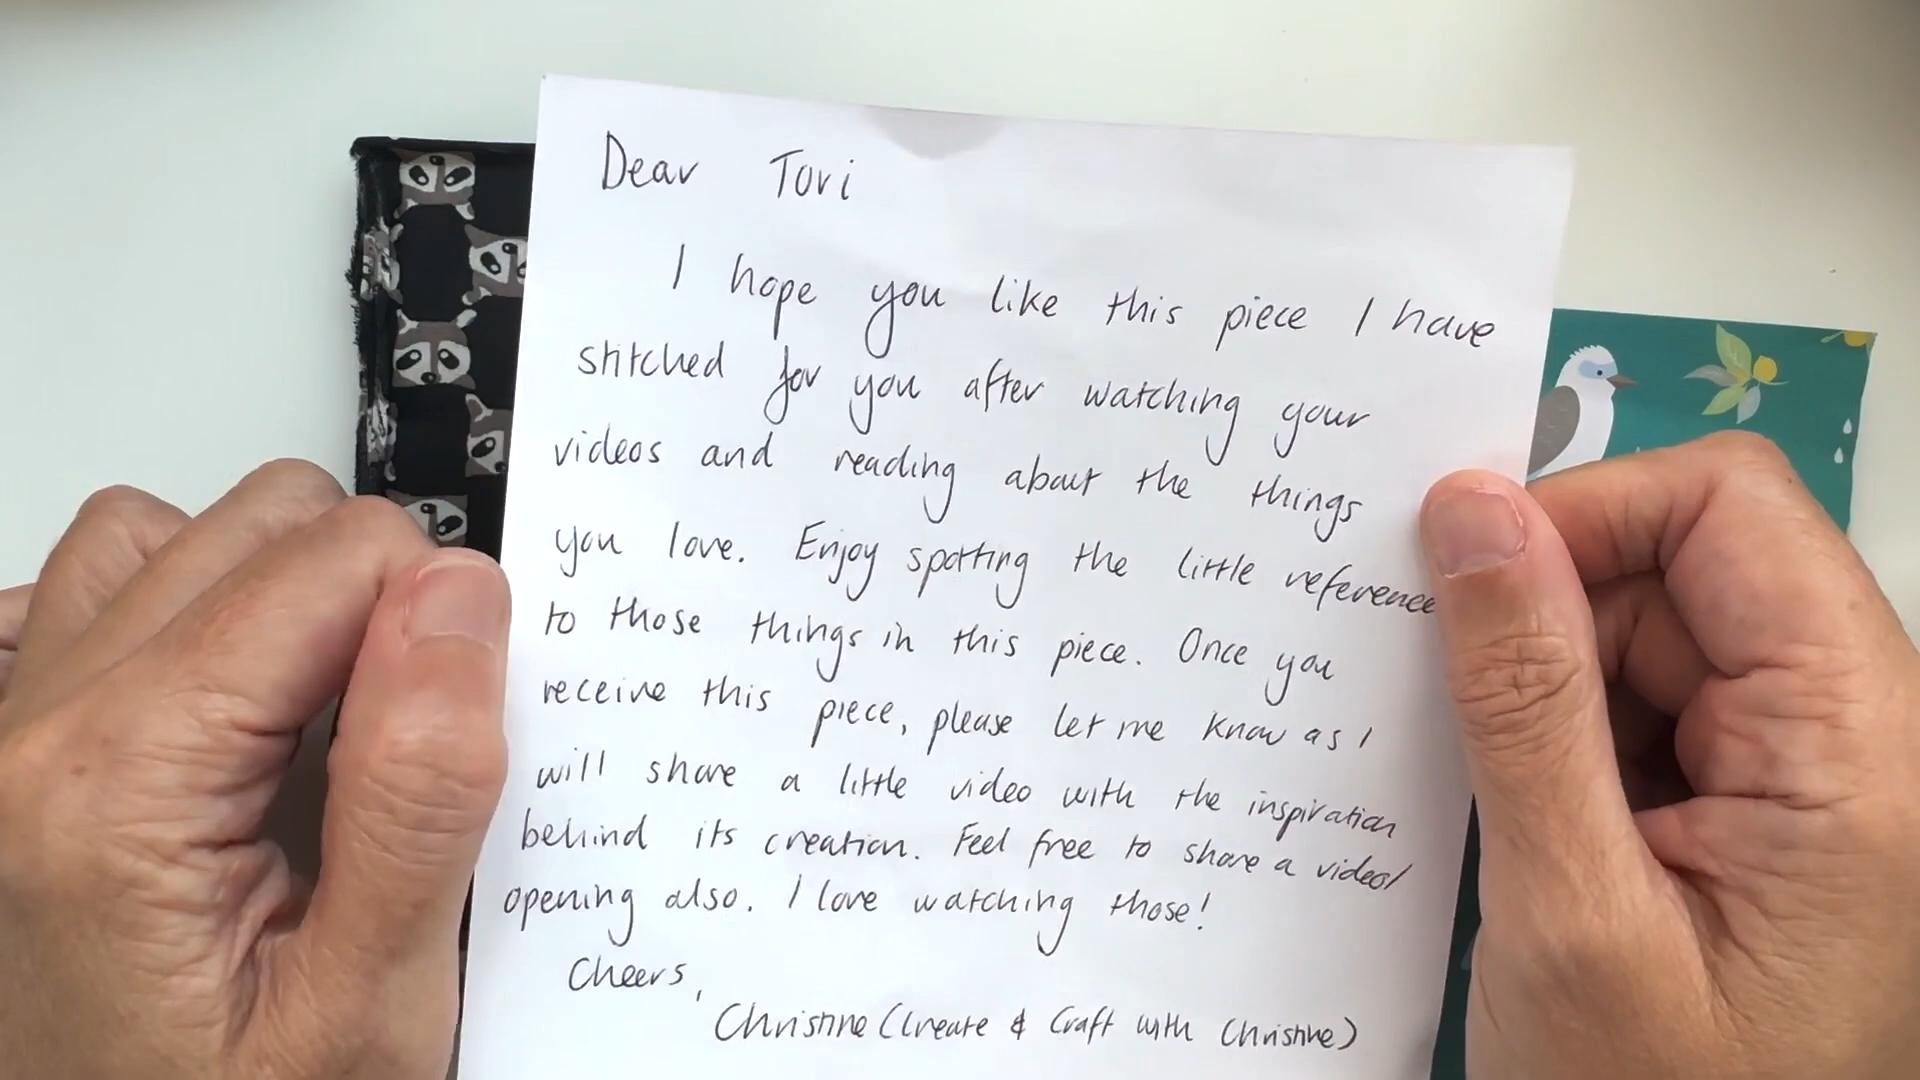 Dear Tori
I hope you like this piece I have
stitched for you after watching your
videos and reading about the things
you love. Enjoy spotting the little reference
to those things in this piece. Once you
receive this piece, please let me know as I
will share a little video with the inspiration
behind its creation. Feel free to share a video/
opening also. I love watching those!
Cheers,
Christine (Create & Craft with Christine)